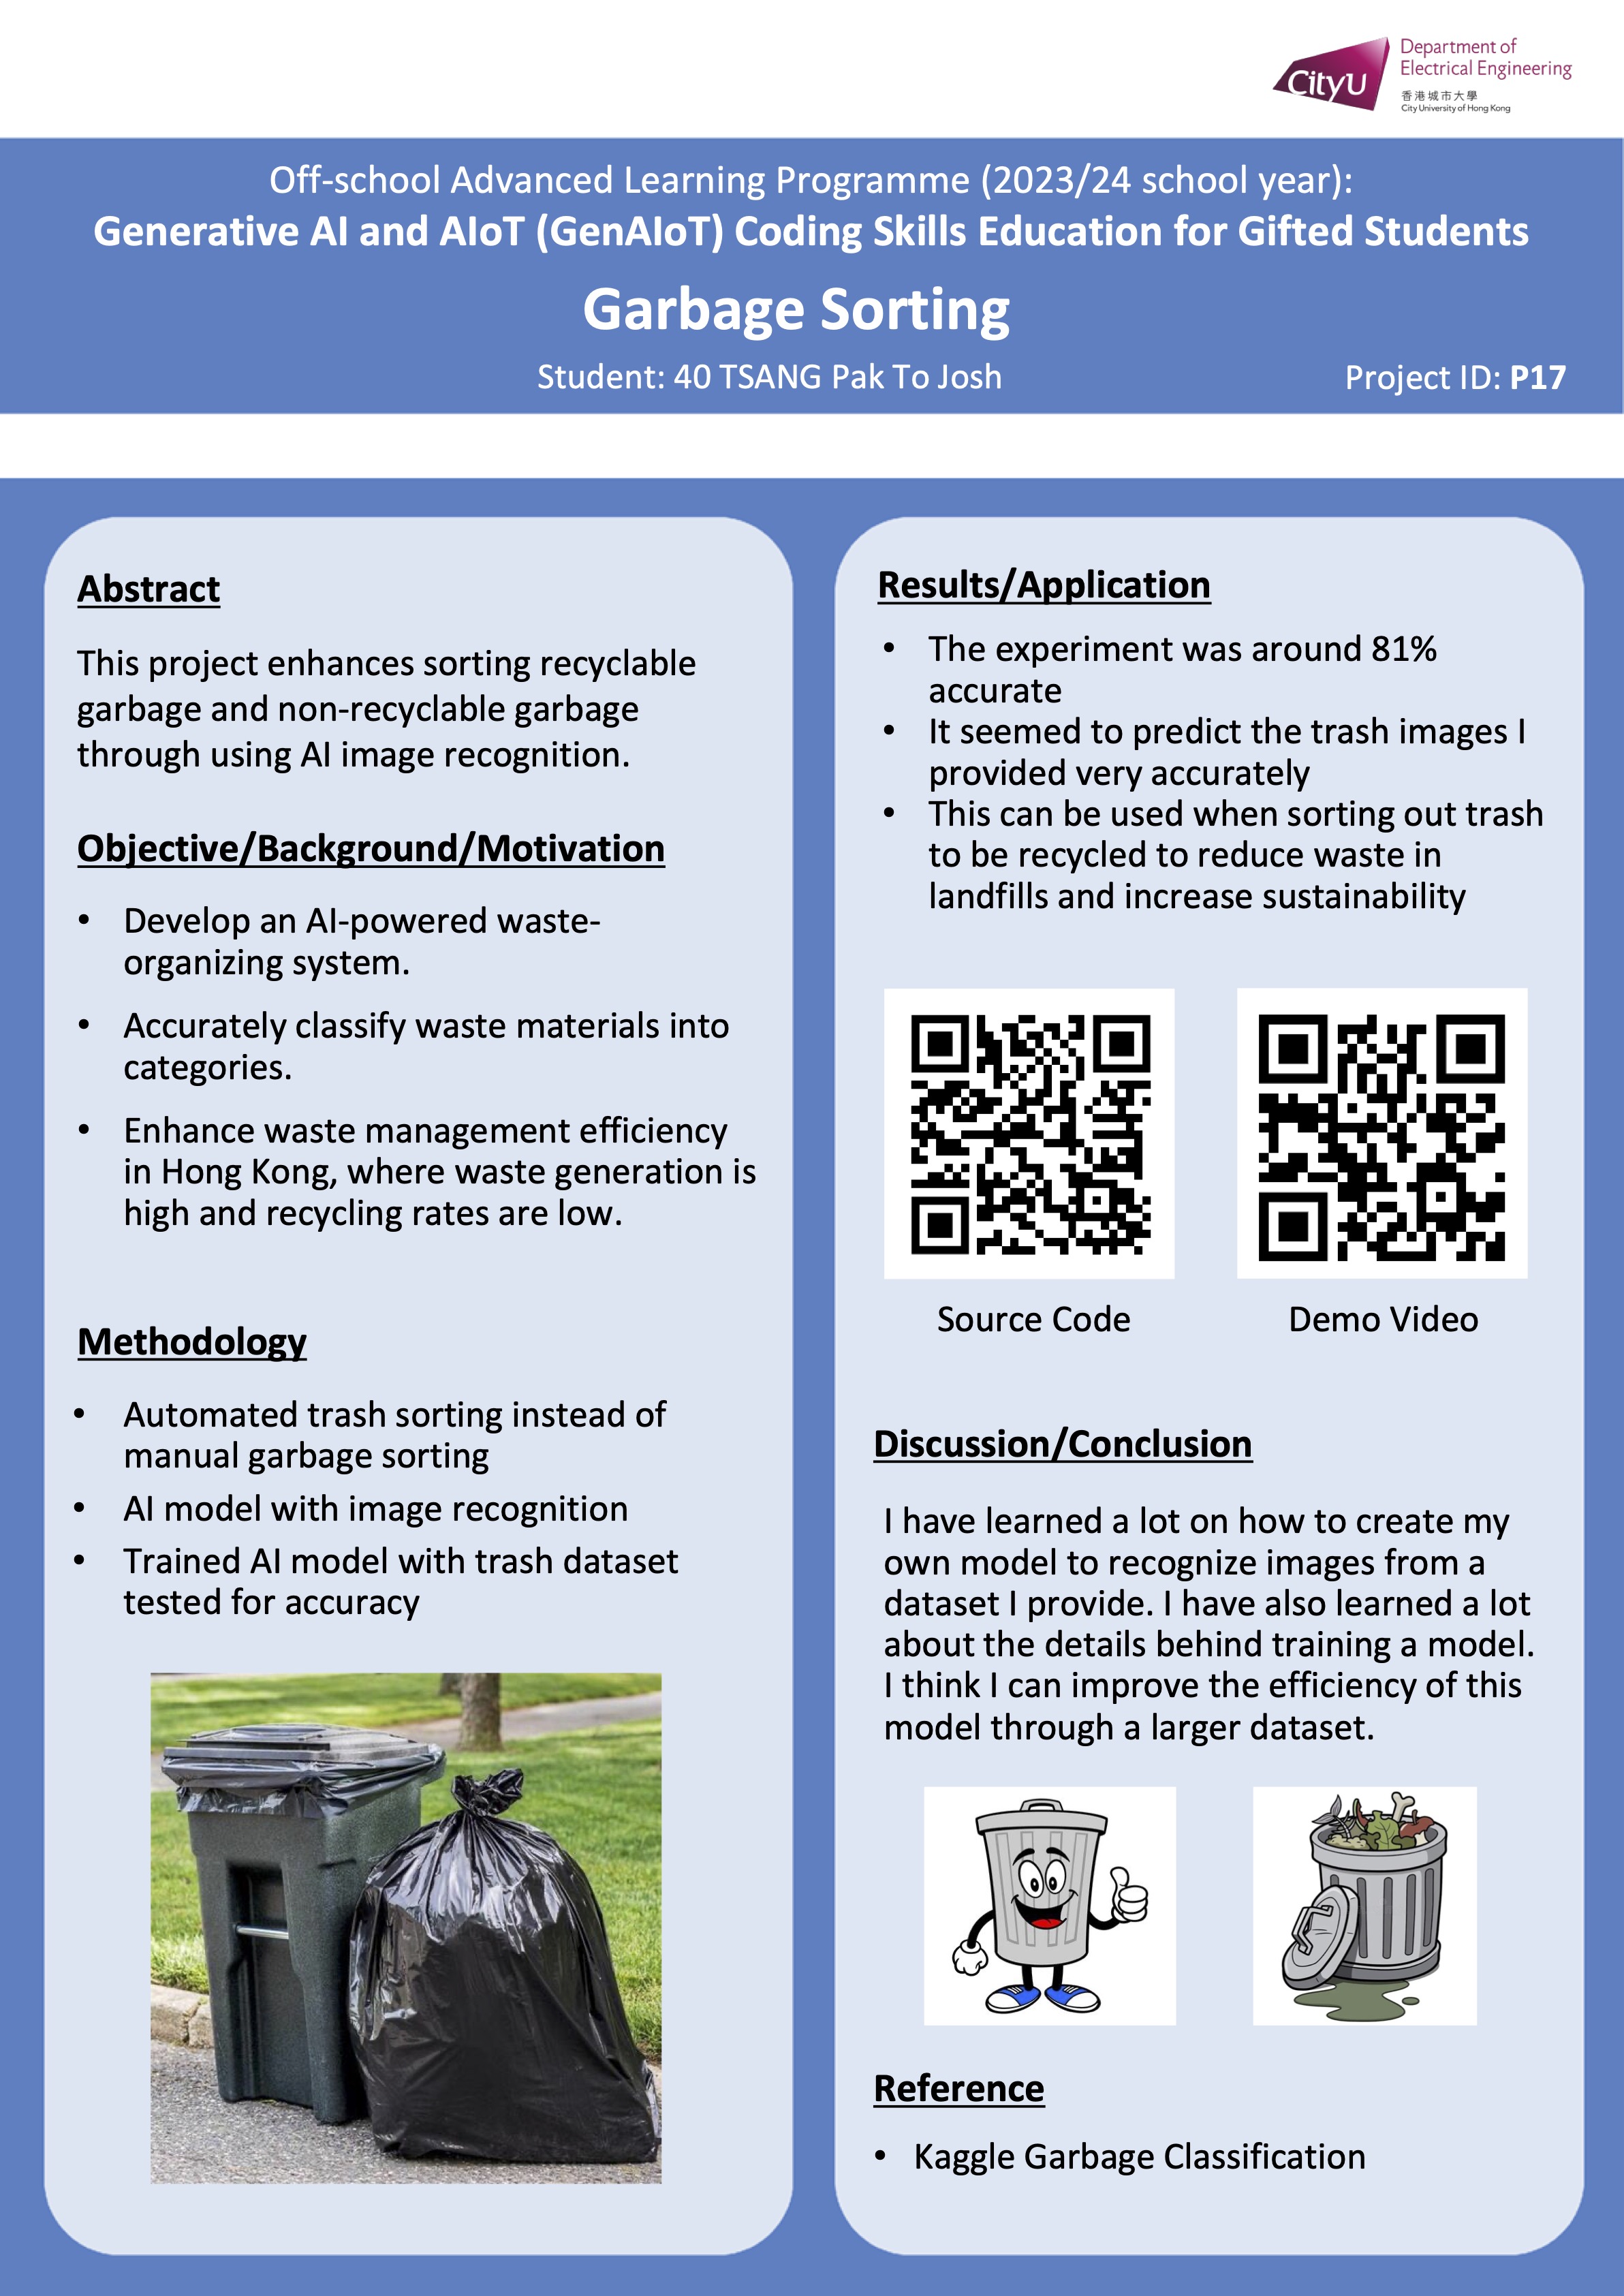 CityU
Department of
Electrical Engineering
香港城市大學
City University of Hong Kong
Off-school Advanced Learning Programme (2023/24 school year):
Generative AI and AIoT (GenAIoT) Coding Skills Education for Gifted Students
Garbage Sorting
Student: 40 TSANG Pak To Josh
Project ID: P17
Abstract
This project enhances sorting recyclable
garbage and non-recyclable garbage
through using AI image recognition.
Objective/Background/Motivation
• Develop an AI-powered waste-
organizing system.
• Accurately classify waste materials into
categories.
• Enhance waste management efficiency
in Hong Kong, where waste generation is
high and recycling rates are low.
Methodology
• Automated trash sorting instead of
manual garbage sorting
• AI model with image recognition
• Trained AI model with trash dataset
tested for accuracy
Results/Application
• The experiment was around 81%
accurate
• It seemed to predict the trash images I
provided very accurately
• This can be used when sorting out trash
to be recycled to reduce waste in
landfills and increase sustainability
Source Code
Demo Video
Discussion/Conclusion
I have learned a lot on how to create my
own model to recognize images from a
dataset I provide. I have also learned a lot
about the details behind training a model.
I think I can improve the efficiency of this
model through a larger dataset.
Reference
• Kaggle Garbage Classification